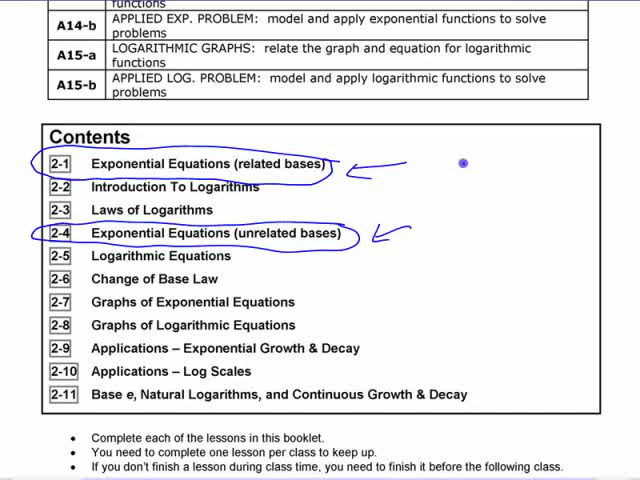 functions
A14-b APPLIED EXP. PROBLEM: model and apply exponential functions to solve
problems
A15-a LOGARITHMIC GRAPHS: relate the graph and equation for logarithmic
functions
A15-b APPLIED LOG. PROBLEM: model and apply logarithmic functions to solve
problems
Contents
2-1 Exponential Equations (related bases)
2-2 Introduction To Logarithms
2-3 Laws of Logarithms
2-4 Exponential Equations (unrelated bases)
2-5 Logarithmic Equations
2-6 Change of Base Law
2-7 Graphs of Exponential Equations
2-8 Graphs of Logarithmic Equations
2-9 Applications – Exponential Growth & Decay
2-10 Applications – Log Scales
2-11 Base e, Natural Logarithms, and Continuous Growth & Decay
• Complete each of the lessons in this booklet.
• You need to complete one lesson per class to keep up.
• If you don't finish a lesson during class time, you need to finish it before the following class.